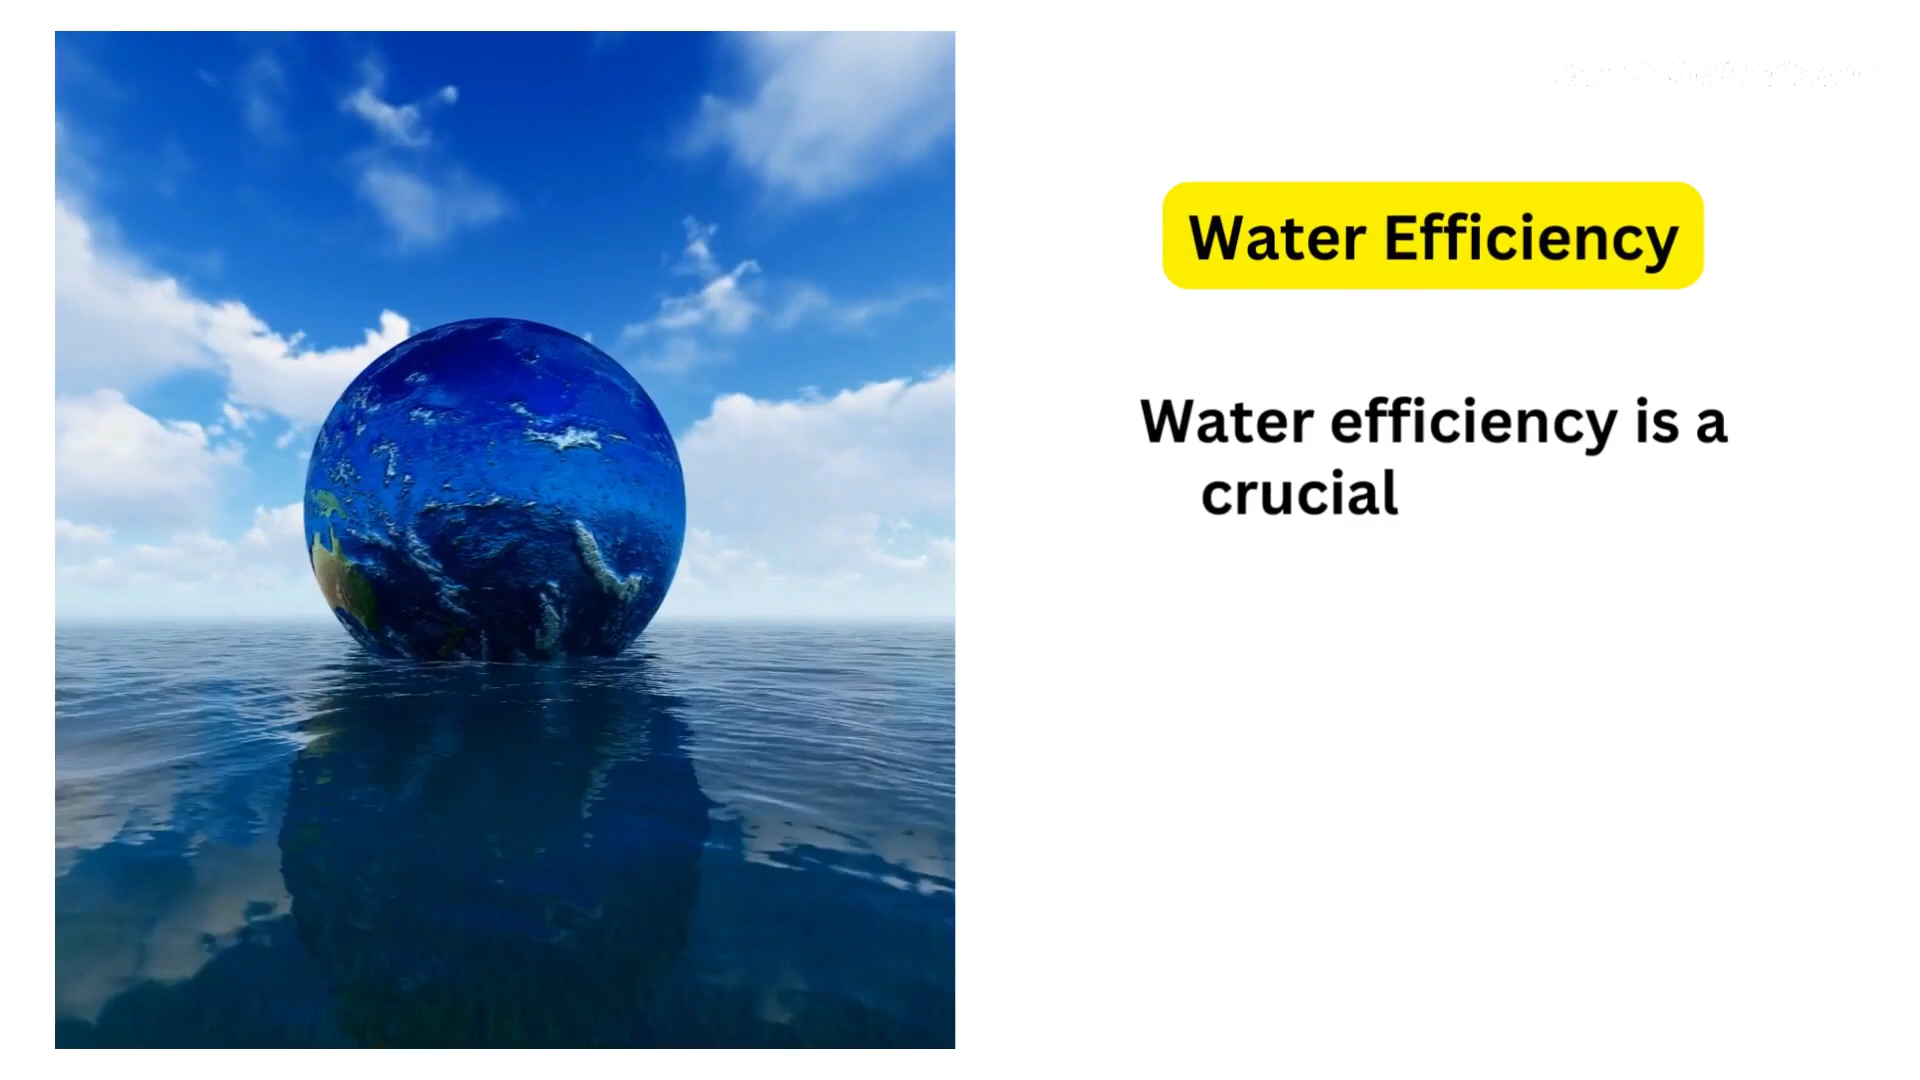 Water Efficiency
Water efficiency is a
crucial